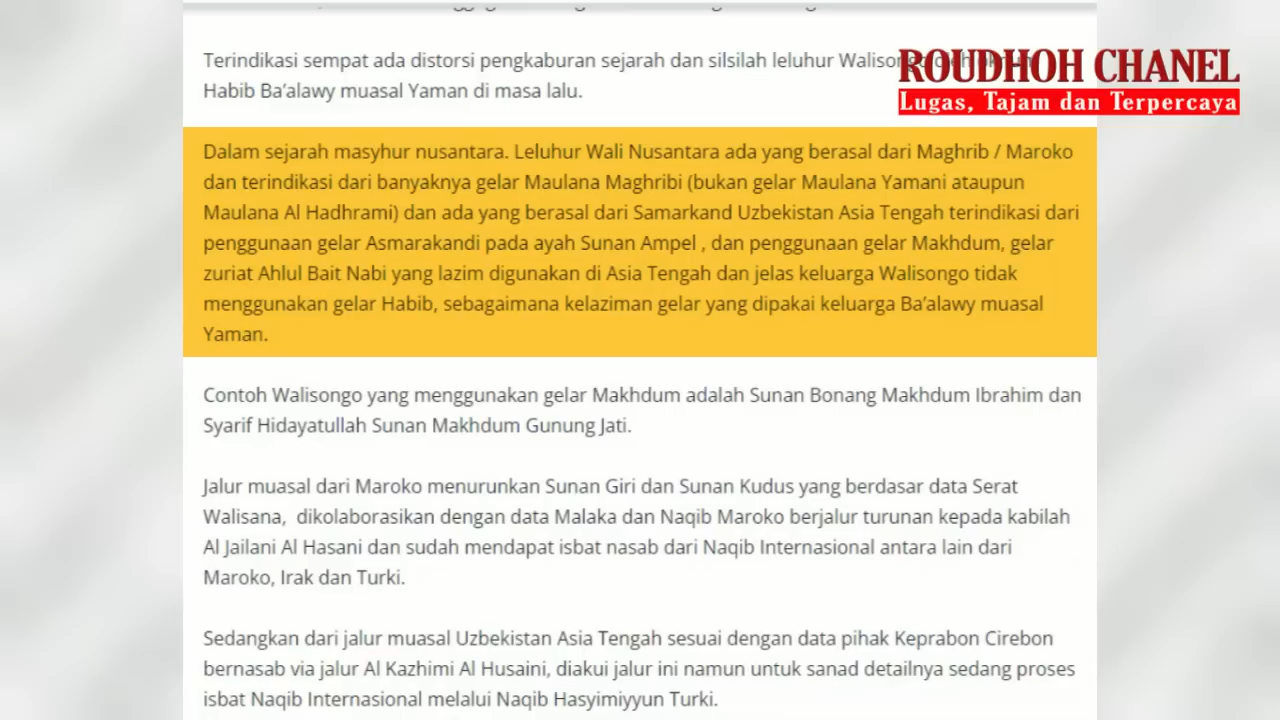 Terindikasi sempat ada distorsi pengkaburan sejarah dan silsilah leluhur
Habib Ba’alawy muasal Yaman di masa lalu.
ROUDHOH CHANEL
Lugas, Tajam dan Terpercaya
Dalam sejarah masyhur nusantara. Leluhur Wali Nusantara ada yang berasal dari Maghrib / Maroko
dan terindikasi dari banyaknya gelar Maulana Maghribi (bukan gelar Maulana Yamani ataupun
Maulana Al Hadhrami) dan ada yang berasal dari Samarkand Uzbekistan Asia Tengah terindikasi dari
penggunaan gelar Asmarakandi pada ayah Sunan Ampel , dan penggunaan gelar Makhdum, gelar
zuriat Ahlul Bait Nabi yang lazim digunakan di Asia Tengah dan jelas keluarga Walisongo tidak
menggunakan gelar Habib, sebagaimana kelaziman gelar yang dipakai keluarga Ba’alawy muasal
Yaman.
Contoh Walisongo yang menggunakan gelar Makhdum adalah Sunan Bonang Makhdum Ibrahim dan
Syarif Hidayatullah Sunan Makhdum Gunung Jati.
Jalur muasal dari Maroko menurunkan Sunan Giri dan Sunan Kudus yang berdasar data Serat
Walisana,  dikolaborasikan dengan data Malaka dan Naqib Maroko berjalur turunan kepada kabilah
Al Jailani Al Hasani dan sudah mendapat isbat nasab dari Naqib Internasional antara lain dari
Maroko, Irak dan Turki.
Sedangkan dari jalur muasal Uzbekistan Asia Tengah sesuai dengan data pihak Keprabon Cirebon
bernasab via jalur Al Kazhimi Al Husaini, diakui jalur ini namun untuk sanad detailnya sedang proses
isbat Naqib Internasional melalui Naqib Hasyimiyyun Turki.